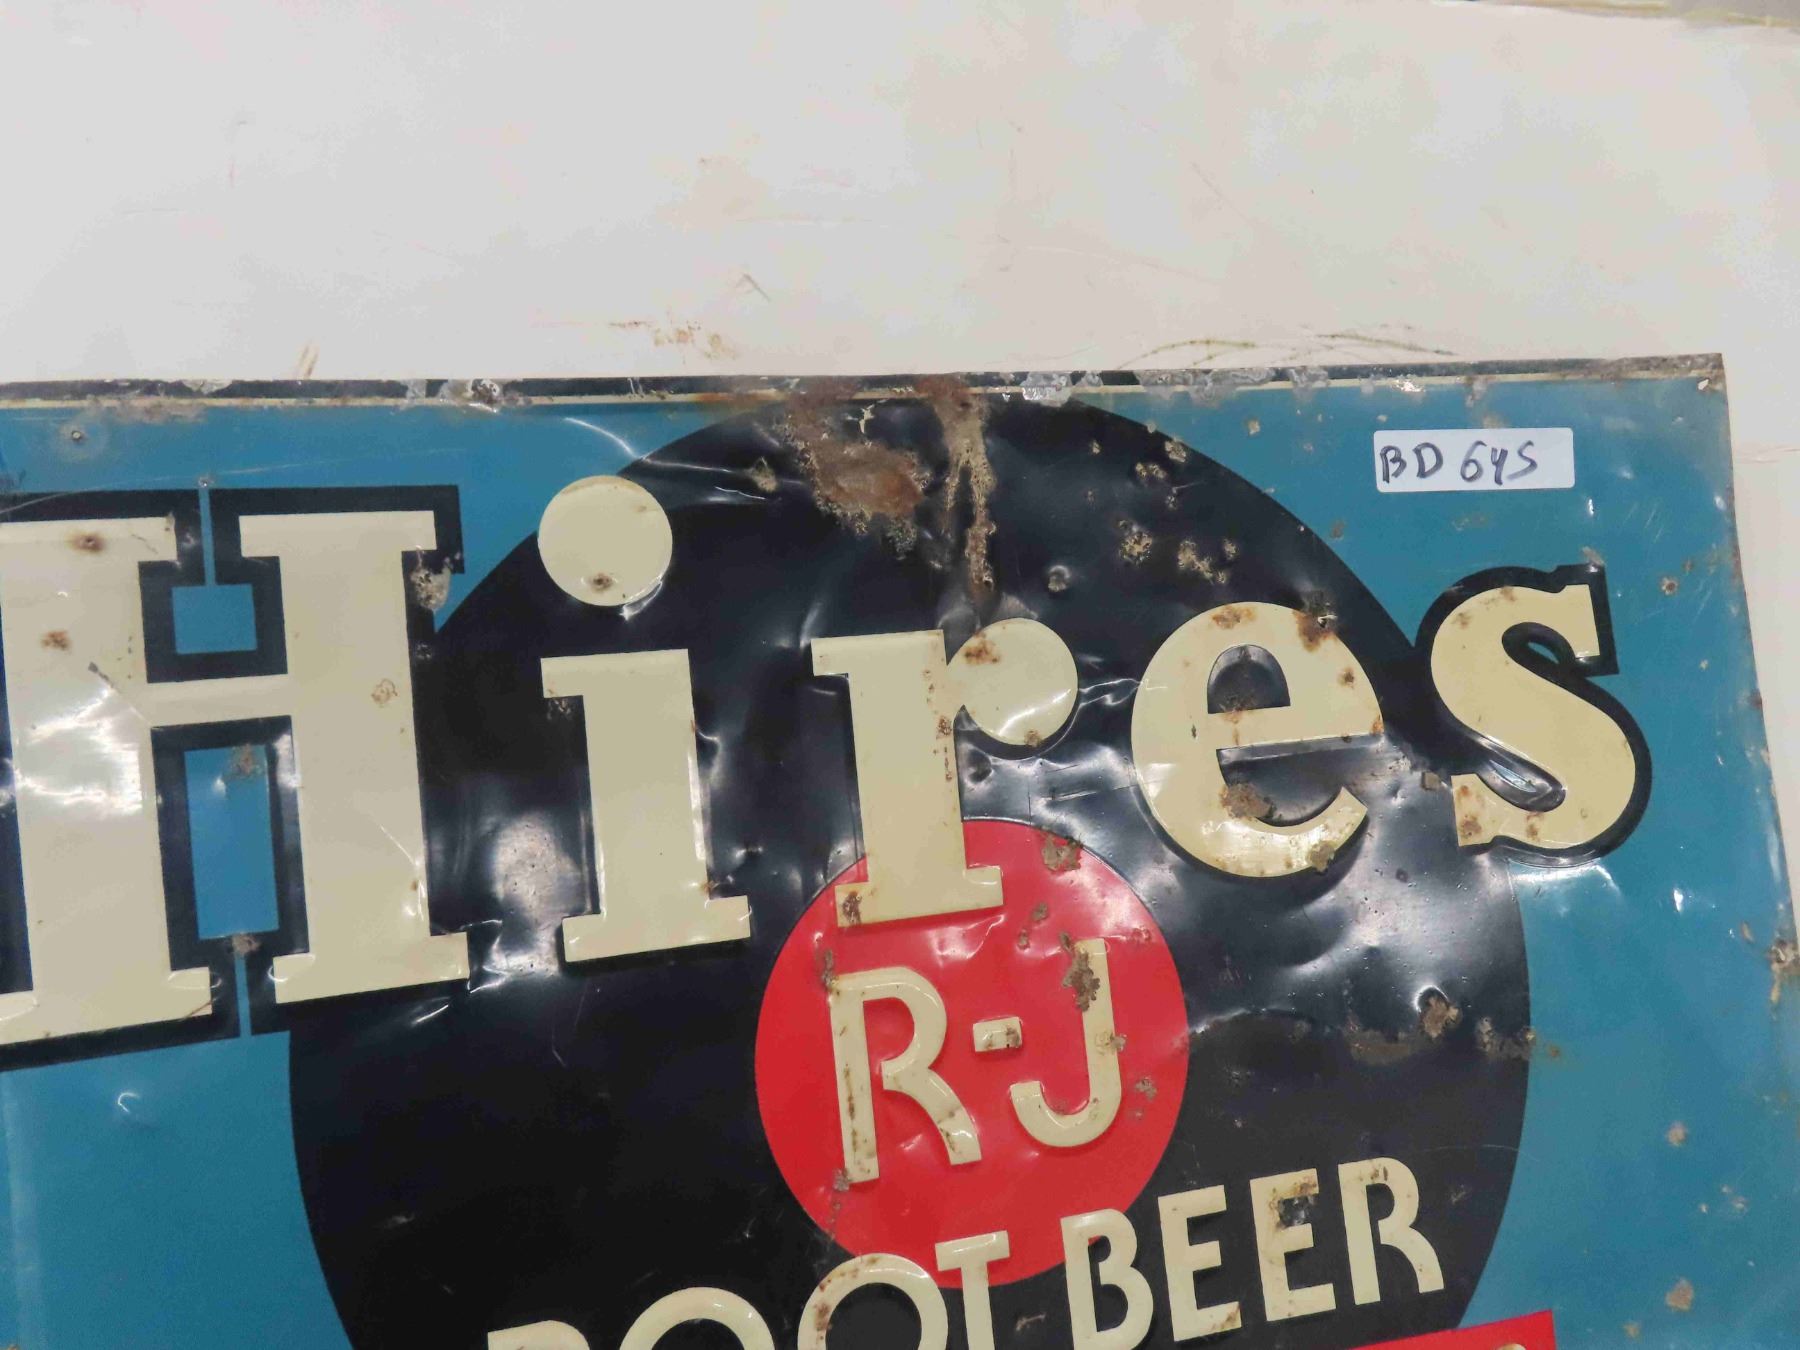 BD 645
Hires
R-J
ROOT BEER